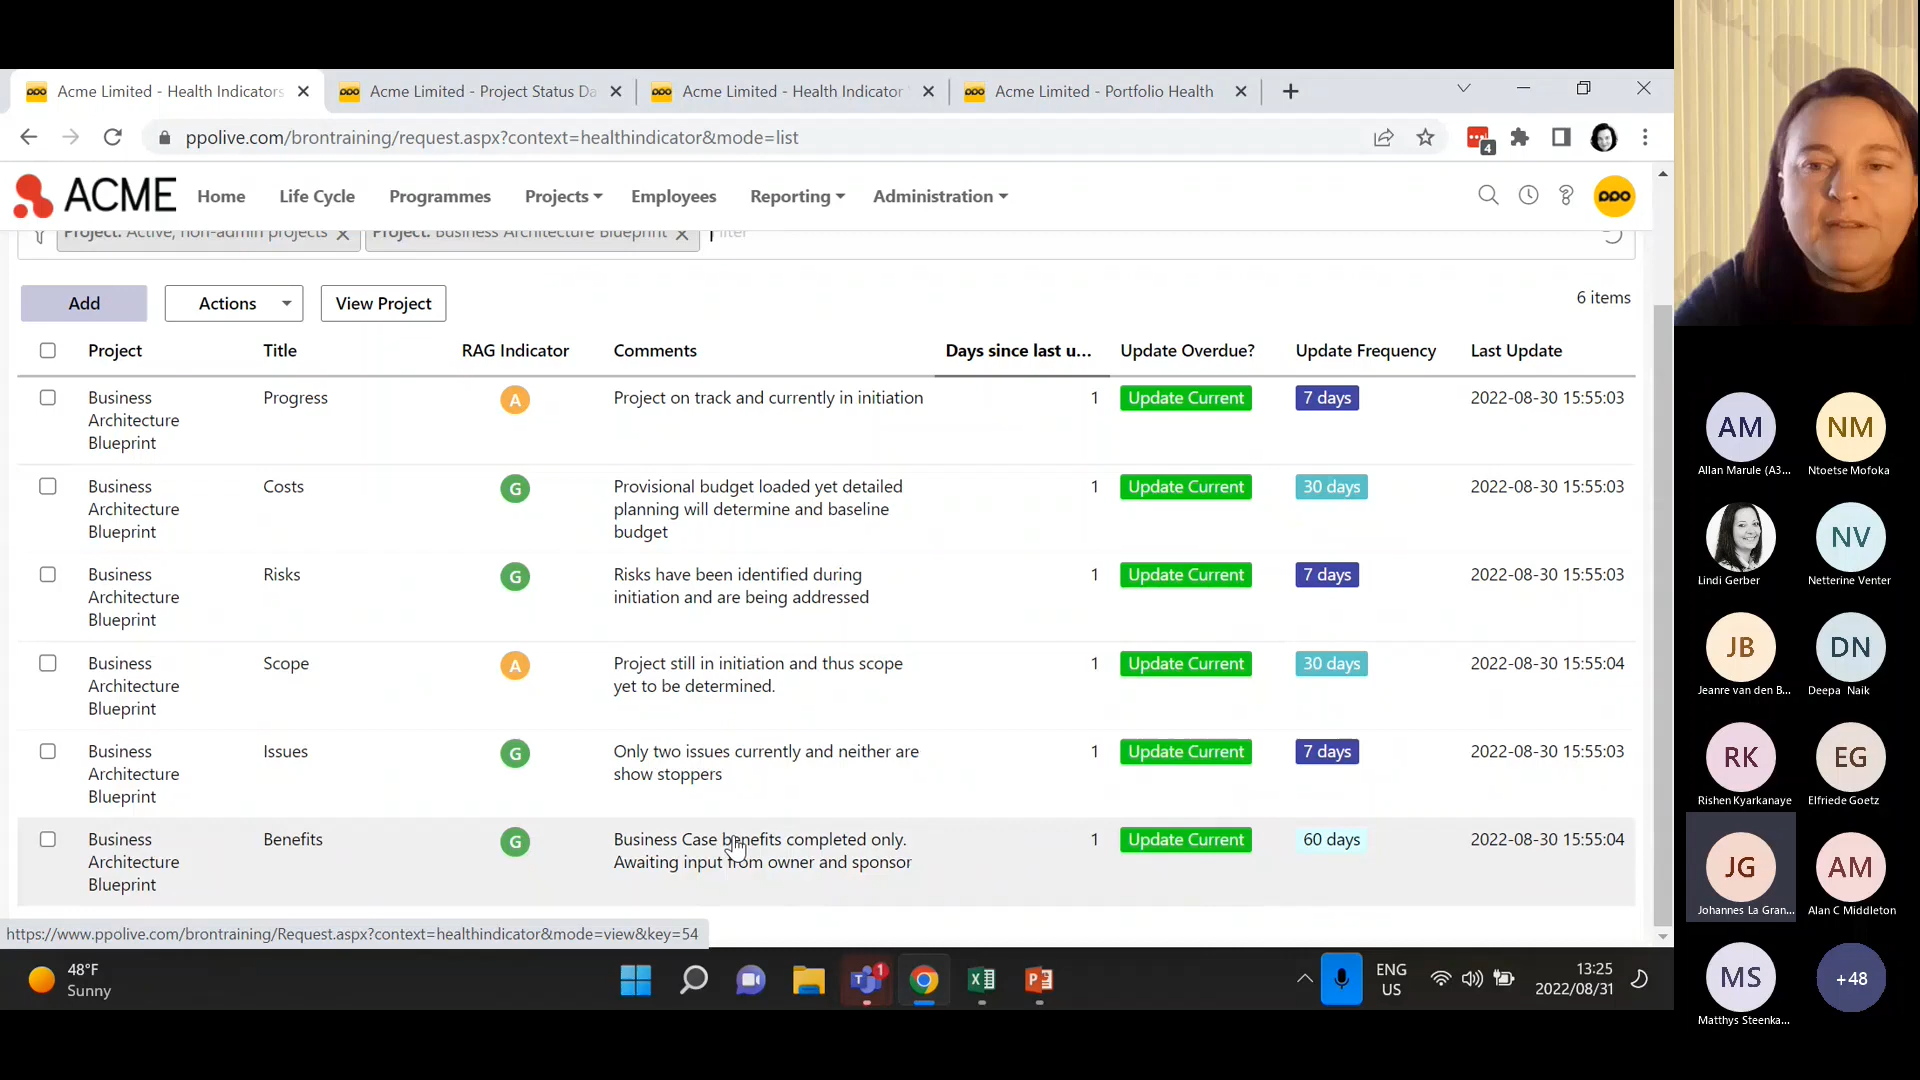 Acme Limited - Health Indicators
Acme Limited - Project Status Da
Acme Limited - Health Indicator
Acme Limited - Portfolio Health
ppolive.com/brontraining/request.aspx?context=healthindicator&mode=list
4
ACME
Home
Life Cycle
Programmes
Projects
Employees
Reporting
Administration
ppo
Project: Active, non-admin projects
Project: Business Architecture Blueprint
Filter
Add
Actions
View Project
6 items
Project
Title
RAG Indicator
Comments
Days since last u...
Update Overdue?
Update Frequency
Last Update
Business
Architecture
Blueprint
Progress
A
Project on track and currently in initiation
1
Update Current
7 days
2022-08-30 15:55:03
Business
Architecture
Blueprint
Costs
G
Provisional budget loaded yet detailed
planning will determine and baseline
budget
1
Update Current
30 days
2022-08-30 15:55:03
Business
Architecture
Blueprint
Risks
G
Risks have been identified during
initiation and are being addressed
1
Update Current
7 days
2022-08-30 15:55:03
Business
Architecture
Blueprint
Scope
A
Project still in initiation and thus scope
yet to be determined.
1
Update Current
30 days
2022-08-30 15:55:04
Business
Architecture
Blueprint
Issues
G
Only two issues currently and neither are
show stoppers
1
Update Current
7 days
2022-08-30 15:55:03
Business
Architecture
Blueprint
Benefits
G
Business Case benefits completed only.
Awaiting input from owner and sponsor
1
Update Current
60 days
2022-08-30 15:55:04
https://www.ppolive.com/brontraining/Request.aspx?context=healthindicator&mode=view&key=54
48°F
Sunny
1
ENG
US
13:25
2022/08/31
AM
Allan Marule (A3...
NM
Ntoetse Mofoka
Lindi Gerber
NV
Netterine Venter
JB
Jeanre van den B...
DN
Deepa Naik
RK
Rishen Kyarkanaye
EG
Elfriede Goetz
JG
Johannes La Gran...
AM
Alan C Middleton
MS
Matthys Steenka...
+48